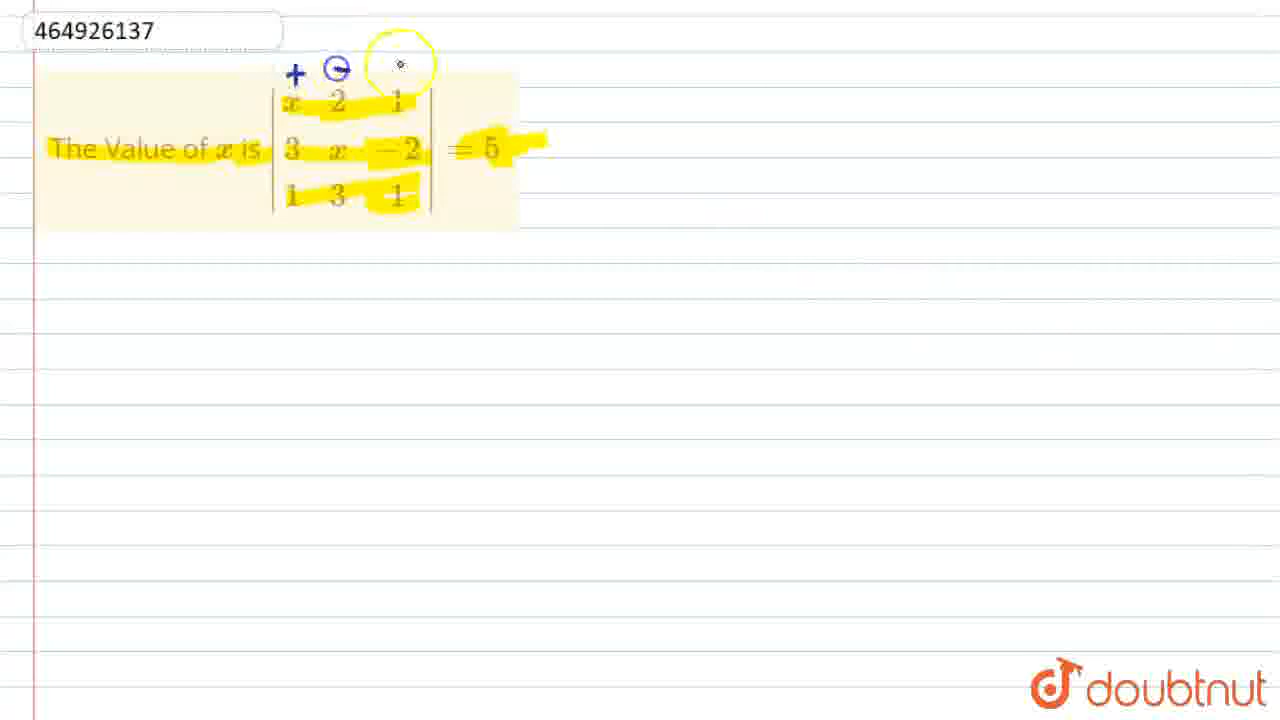 464926137
+ -
x 2 1
The Value of x is 3 x -2 = 5
1 3 1
doubtnut